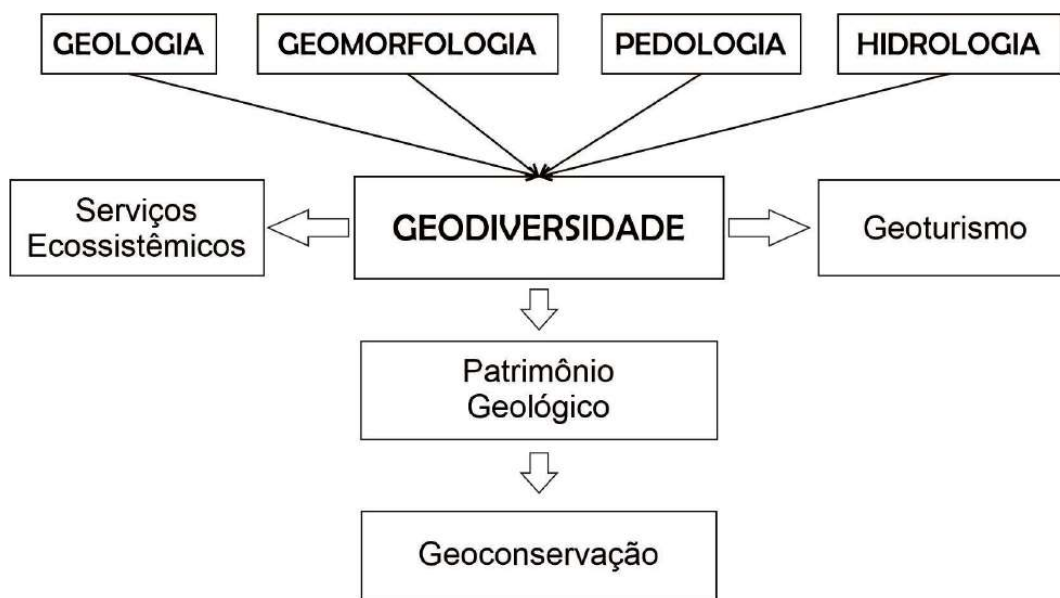 GEOLOGIA
GEOMORFOLOGIA
PEDOLOGIA
HIDROLOGIA
Serviços
Ecossistêmicos
GEODIVERSIDADE
Geoturismo
Patrimônio
Geológico
Geoconservação